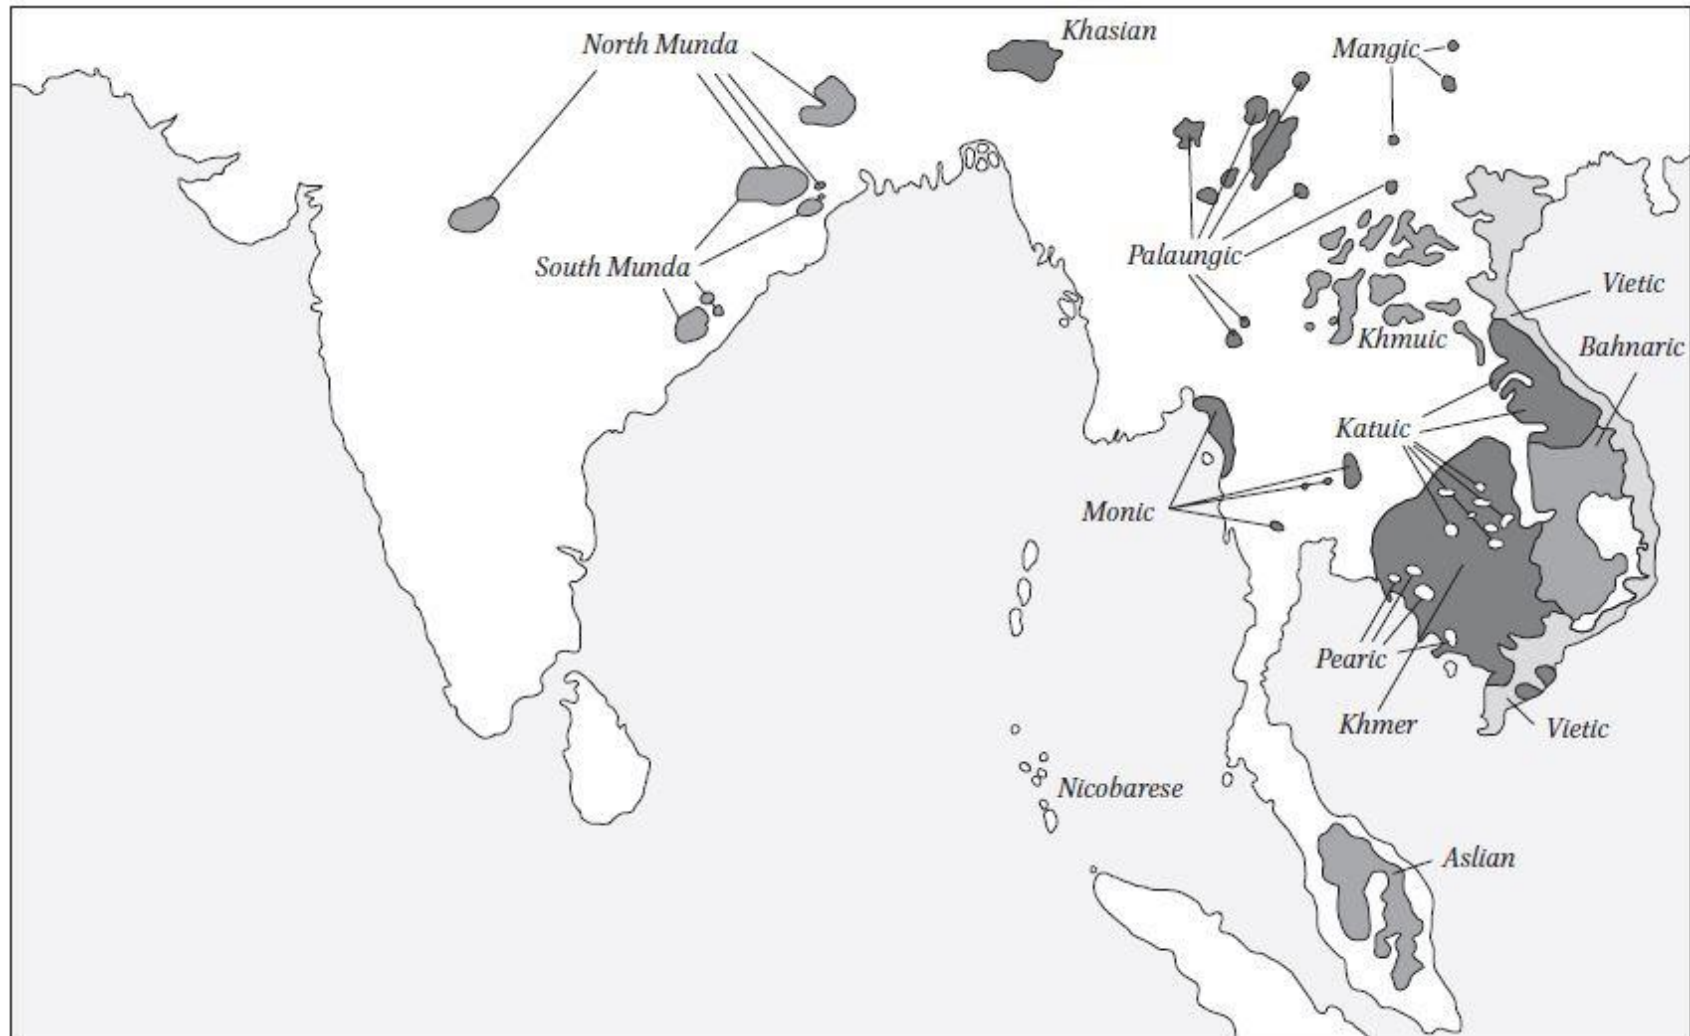 Khasian
North Munda
Mangic
Palaungic
South Munda
Vietic
Khmuic
Bahnaric
Katuic
Monic
Pearic
Khmer
Vietic
Nicobarese
Aslian